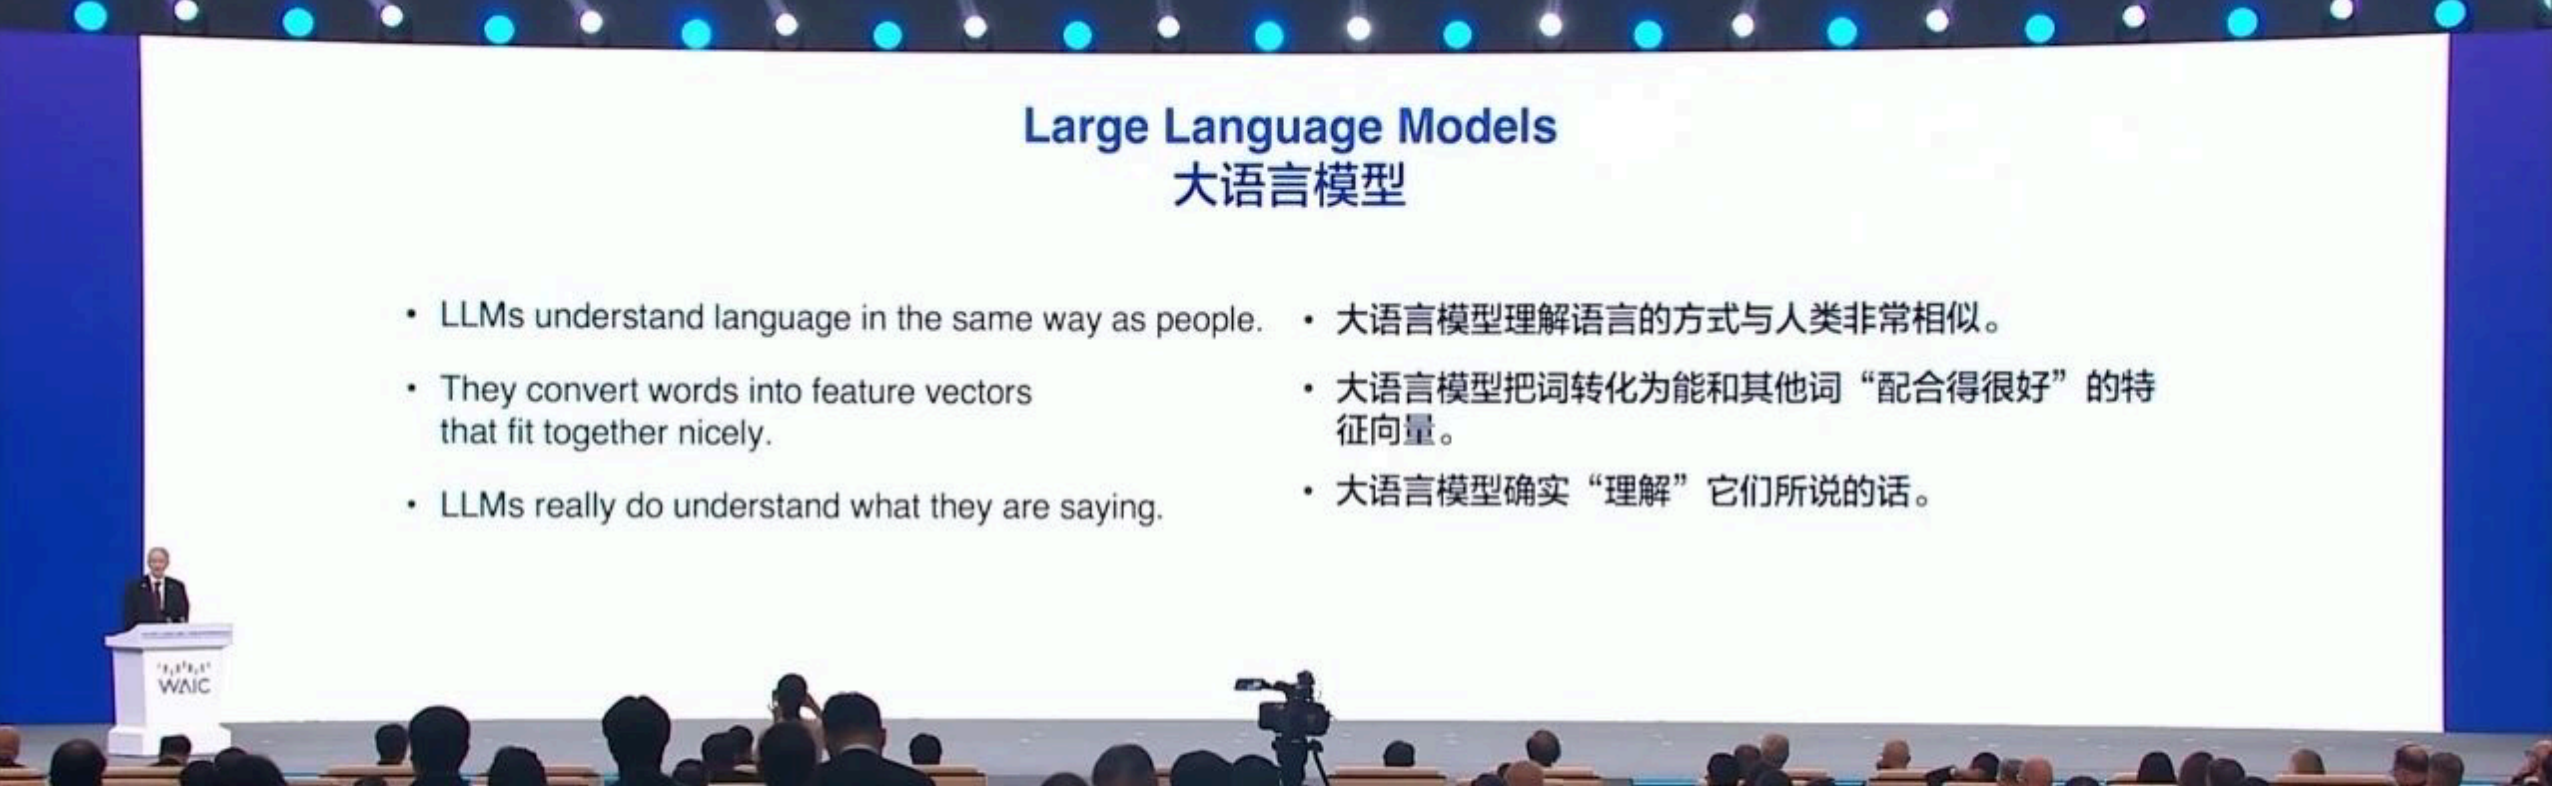 Large Language Models
大语言模型
• LLMs understand language in the same way as people.
• They convert words into feature vectors
that fit together nicely.
• LLMs really do understand what they are saying.
• 大语言模型理解语言的方式与人类非常相似。
• 大语言模型把词转化为能和其他词“配合得很好”的特
征向量。
• 大语言模型确实“理解”它们所说的话。
WAIC